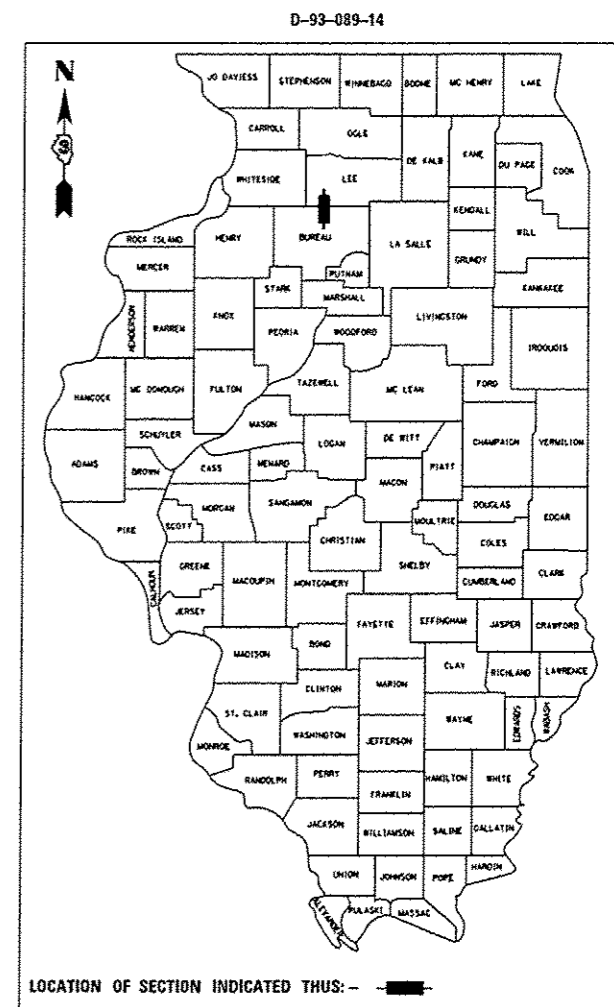 D-93-089-14
JO DAVIESS STEPHENSON WINNEBAGO BOONE MC HENRY LAKE
N
CARROLL OGLE
DE KALB KANE DU PAGE COOK
WHITESIDE LEE
KENDALL WILL
ROCK ISLAND HENRY BUREAU LA SALLE
GRUNDY
MERCER PUTNAM
STARK MARSHALL KANKAKEE
HENDERSON WARREN KNOX LIVINGSTON
PEORIA WOODFORD IROQUOIS
HANCOCK MC DONOUGH FULTON TAZEWELL MC LEAN FORD
MASON
SCHUYLER LOGAN DE WITT CHAMPAIGN VERMILION
ADAMS BROWN CASS MENARD PIATT
MACON
MORGAN SANGAMON DOUGLAS EDGAR
PIKE SCOTT MOULTRIE
CHRISTIAN COLES
GREENE SHELBY CLARK
CALHOUN MACOUPIN MONTGOMERY CUMBERLAND
JERSEY
FAYETTE EFFINGHAM JASPER CRAWFORD
MADISON BOND
CLAY RICHLAND LAWRENCE
CLINTON MARION
ST. CLAIR WAYNE EDWARDS WABASH
WASHINGTON JEFFERSON
MONROE
RANDOLPH PERRY HAMILTON WHITE
FRANKLIN
JACKSON WILLIAMSON SALINE GALLATIN
UNION JOHNSON POPE HARDIN
ALEXANDER PULASKI MASSAC
LOCATION OF SECTION INDICATED THUS: -